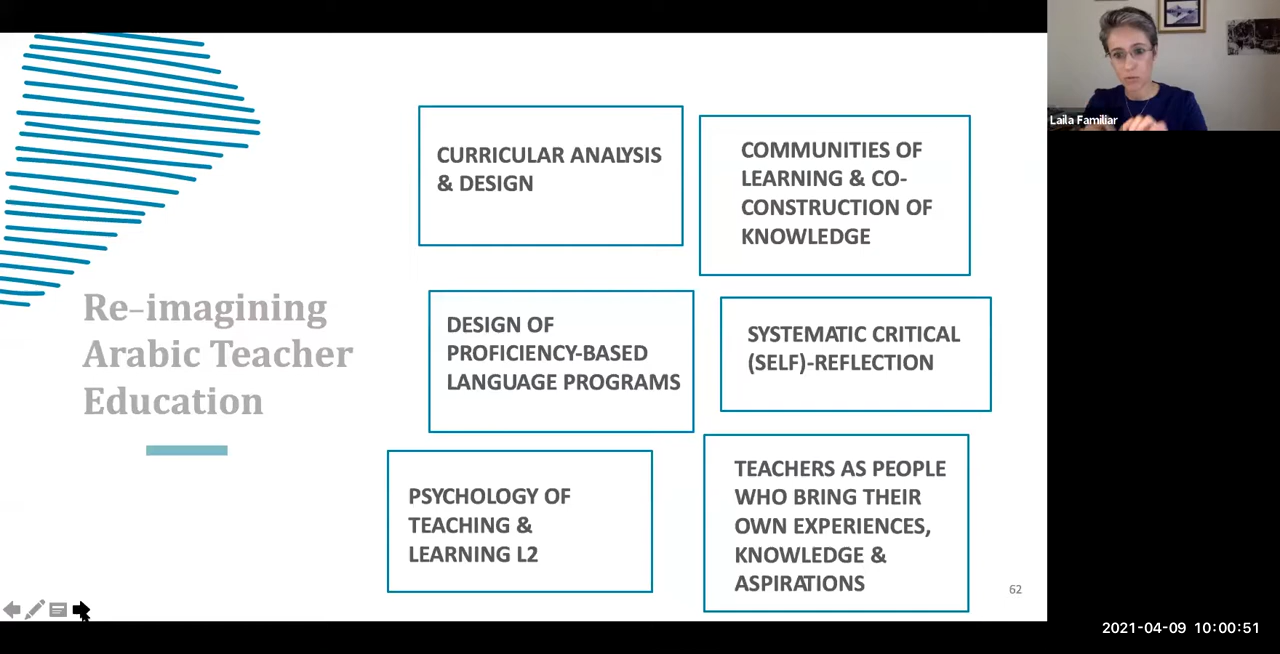 Re-imagining
Arabic Teacher
Education
CURRICULAR ANALYSIS
& DESIGN
COMMUNITIES OF
LEARNING & CO-
CONSTRUCTION OF
KNOWLEDGE
DESIGN OF
PROFICIENCY-BASED
LANGUAGE PROGRAMS
SYSTEMATIC CRITICAL
(SELF)-REFLECTION
PSYCHOLOGY OF
TEACHING &
LEARNING L2
TEACHERS AS PEOPLE
WHO BRING THEIR
OWN EXPERIENCES,
KNOWLEDGE &
ASPIRATIONS
62
Laila Familiar
2021-04-09 10:00:51